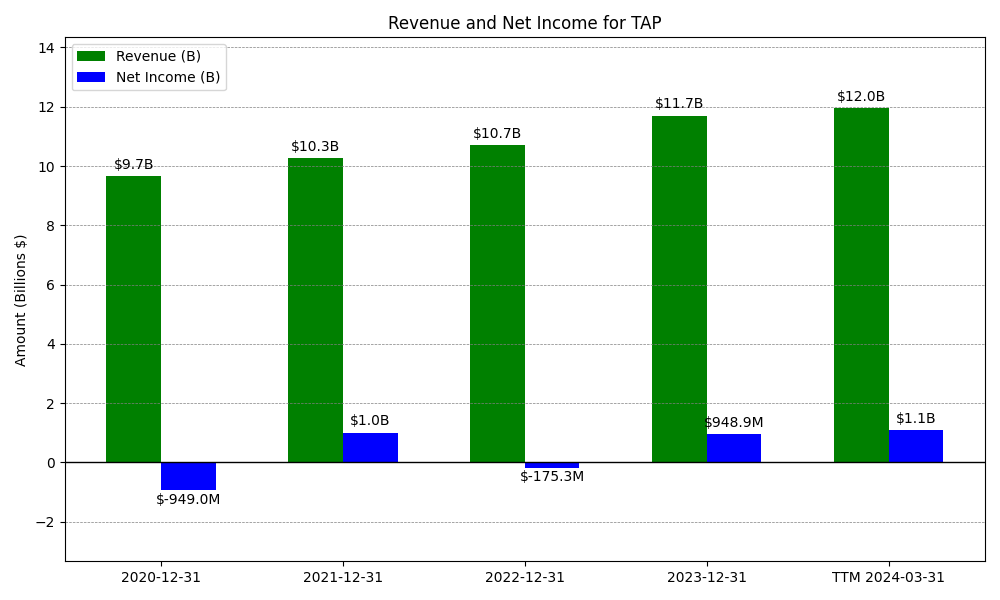 Revenue and Net Income for TAP
Revenue (B)
Net Income (B)
Amount (Billions $)
14
12
10
8
6
4
2
0
−2
$9.7B
$-949.0M
$10.3B
$1.0B
$10.7B
$-175.3M
$11.7B
$948.9M
$12.0B
$1.1B
2020-12-31
2021-12-31
2022-12-31
2023-12-31
TTM 2024-03-31